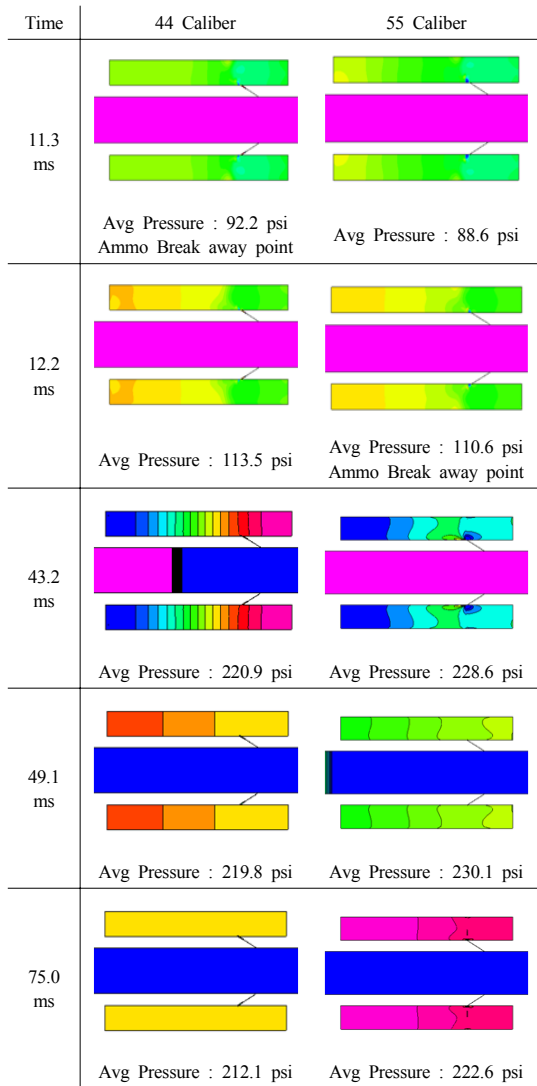 Time 44 Caliber 55 Caliber
11.3
ms
Avg Pressure : 92.2 psi
Ammo Break away point
Avg Pressure : 88.6 psi
12.2
ms
Avg Pressure : 113.5 psi
Avg Pressure : 110.6 psi
Ammo Break away point
43.2
ms
Avg Pressure : 220.9 psi
Avg Pressure : 228.6 psi
49.1
ms
Avg Pressure : 219.8 psi
Avg Pressure : 230.1 psi
75.0
ms
Avg Pressure : 212.1 psi
Avg Pressure : 222.6 psi